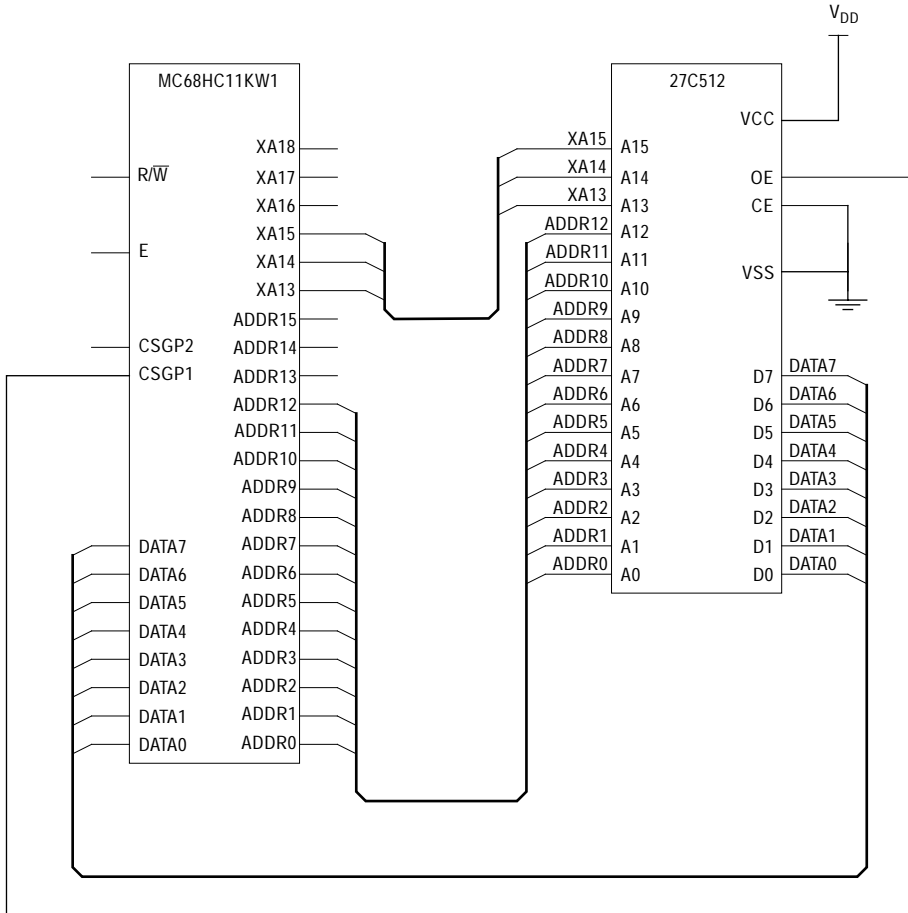 VDD
MC68HC11KW1
R/W̅
E
CSGP2
CSGP1
DATA7
DATA6
DATA5
DATA4
DATA3
DATA2
DATA1
DATA0
XA18
XA17
XA16
XA15
XA14
XA13
ADDR15
ADDR14
ADDR13
ADDR12
ADDR11
ADDR10
ADDR9
ADDR8
ADDR7
ADDR6
ADDR5
ADDR4
ADDR3
ADDR2
ADDR1
ADDR0
XA15
XA14
XA13
ADDR12
ADDR11
ADDR10
ADDR9
ADDR8
ADDR7
ADDR6
ADDR5
ADDR4
ADDR3
ADDR2
ADDR1
ADDR0
27C512
A15
A14
A13
A12
A11
A10
A9
A8
A7
A6
A5
A4
A3
A2
A1
A0
VCC
OE
CE
VSS
D7
D6
D5
D4
D3
D2
D1
D0
DATA7
DATA6
DATA5
DATA4
DATA3
DATA2
DATA1
DATA0